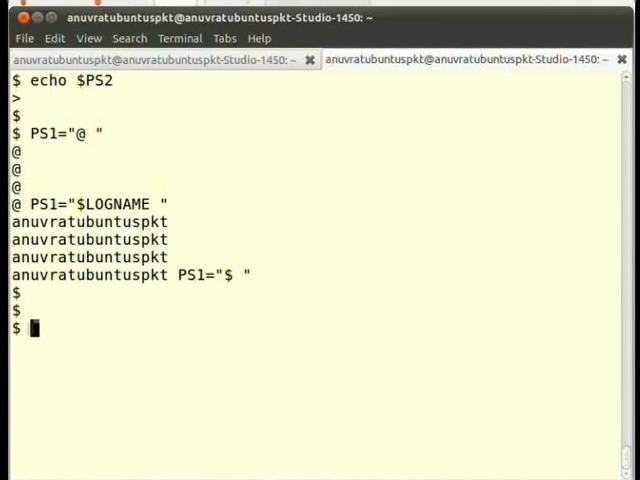 anuvratubuntuspkt@anuvratubuntuspkt-Studio-1450: ~
File Edit View Search Terminal Tabs Help
anuvratubuntuspkt@anuvratubuntuspkt-Studio-1450: ~ anuvratubuntuspkt@anuvratubuntuspkt-Studio-1450: ~
$ echo $PS2
>
$
$ PS1="@ "
@
@
@
@ PS1="$LOGNAME "
anuvratubuntuspkt
anuvratubuntuspkt
anuvratubuntuspkt
anuvratubuntuspkt PS1="$ "
$
$
$